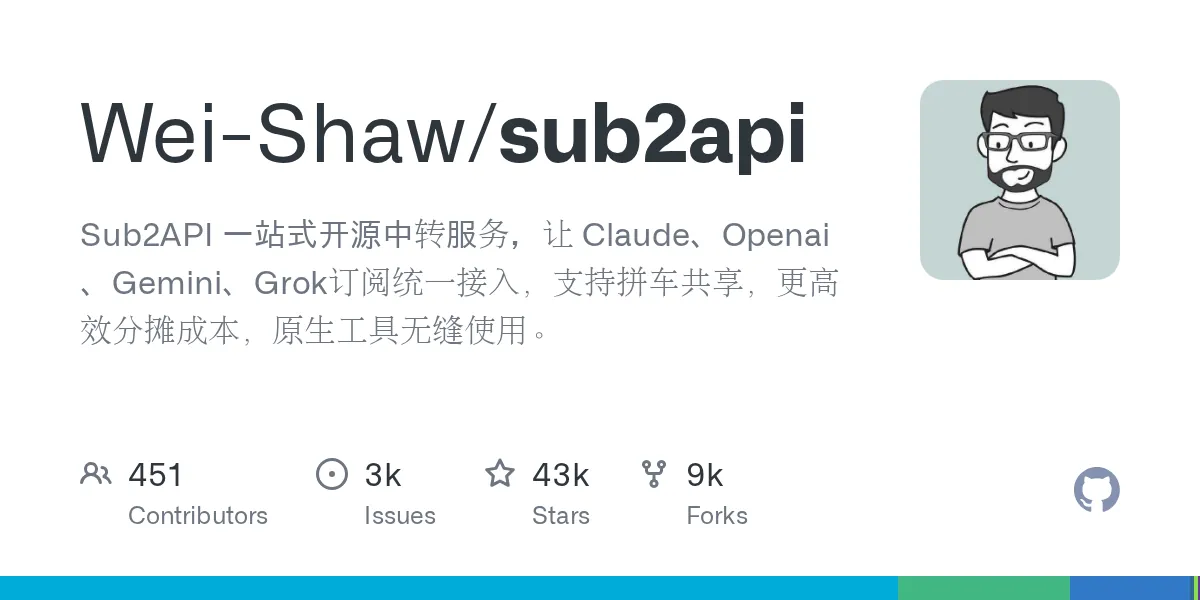 Wei-Shaw/sub2api
Sub2API 一站式开源中转服务，让 Claude、Openai
、Gemini、Grok订阅统一接入，支持拼车共享，更高
效分摊成本，原生工具无缝使用。
451 3k 43k 9k
Contributors Issues Stars Forks